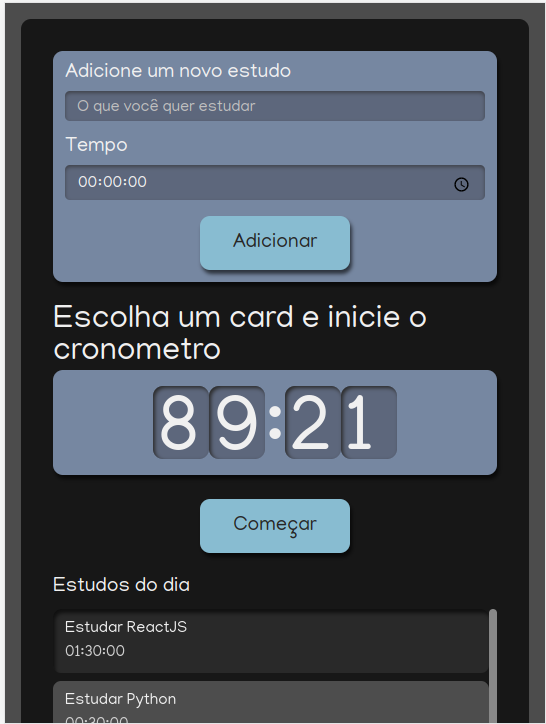 Adicione um novo estudo
O que você quer estudar
Tempo
00:00:00
Adicionar
Escolha um card e inicie o
cronometro
89:21
Começar
Estudos do dia
Estudar ReactJS
01:30:00
Estudar Python
00:30:00